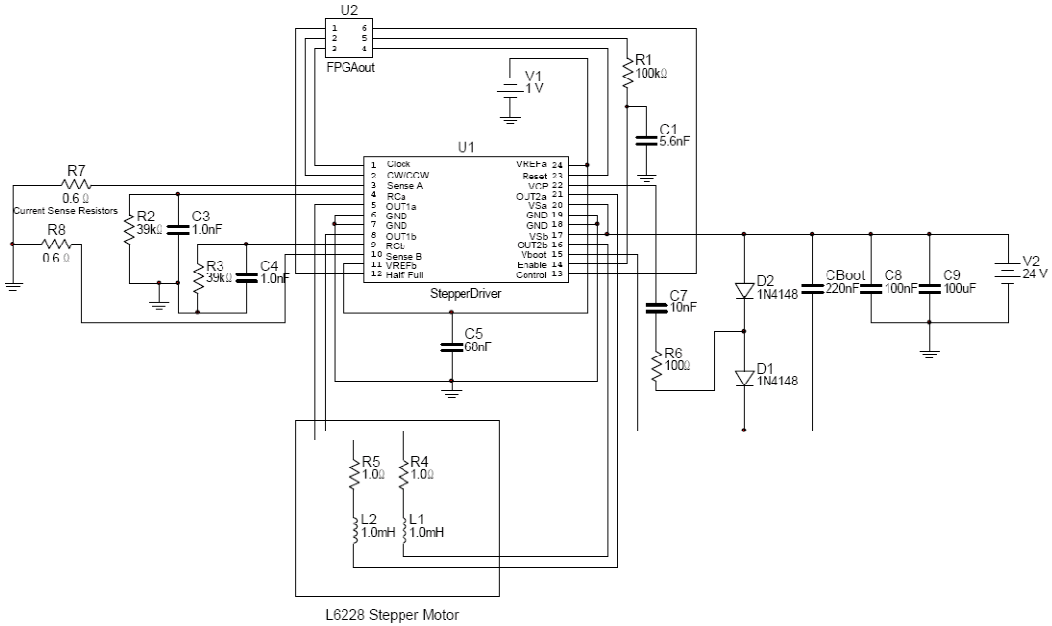 U2
1 6
2 5
3 4
FPGAout
R1
100kΩ
V1
1 V
C1
5.6nF
U1
1 Clock
2 CW/CCW
3 Sense A
4 RCa
5 OUT1a
6 GND
7 GND
8 OUT1b
9 RCb
10 Sense B
11 VREFb
12 Half Full
VREFa 24
Reset 23
VCP 22
OUT2a 21
VSa 20
GND 19
GND 18
VSb 17
OUT2b 16
Vboot 15
Enable 14
Control 13
StepperDriver
R7
0.6 Ω
Current Sense Resistors
R8
0.6 Ω
R2
39kΩ
C3
1.0nF
R3
39kΩ
C4
1.0nF
C5
60nF
C7
10nF
R6
100Ω
D2
1N4148
D1
1N4148
CBoot
220nF
C8
100nF
C9
100uF
V2
24 V
R5
1.0Ω
R4
1.0Ω
L2
1.0mH
L1
1.0mH
L6228 Stepper Motor